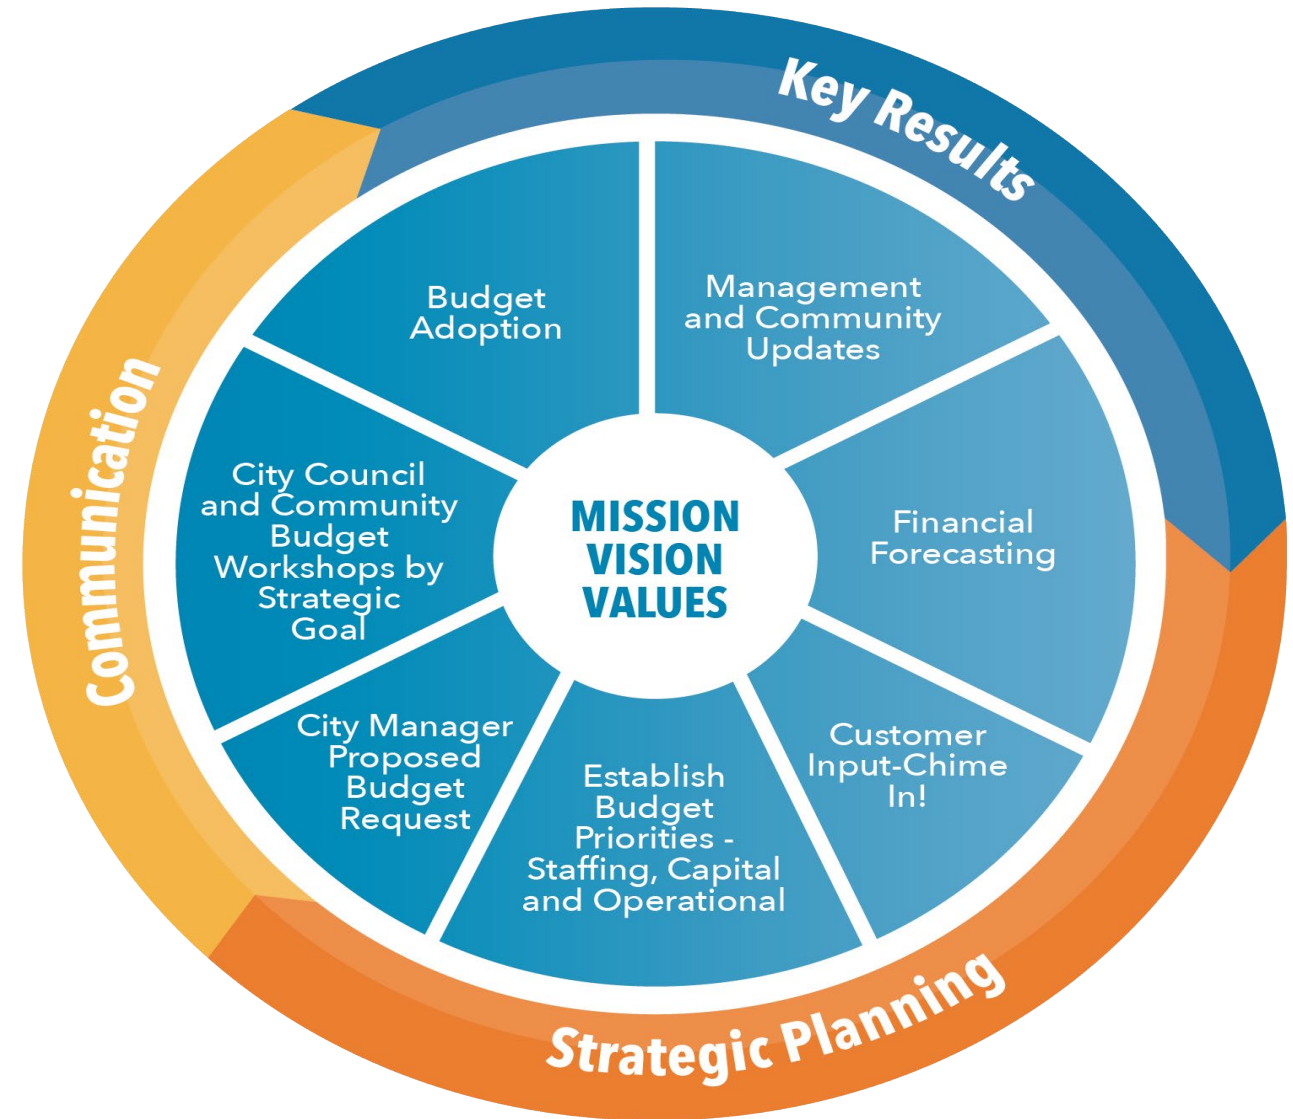 Key Results
Budget
Adoption
Management
and Community
Updates
Communication
City Council
and Community
Budget
Workshops by
Strategic
Goal
MISSION
VISION
VALUES
Financial
Forecasting
City Manager
Proposed
Budget
Request
Establish
Budget
Priorities -
Staffing, Capital
and Operational
Customer
Input-Chime
In!
Strategic Planning